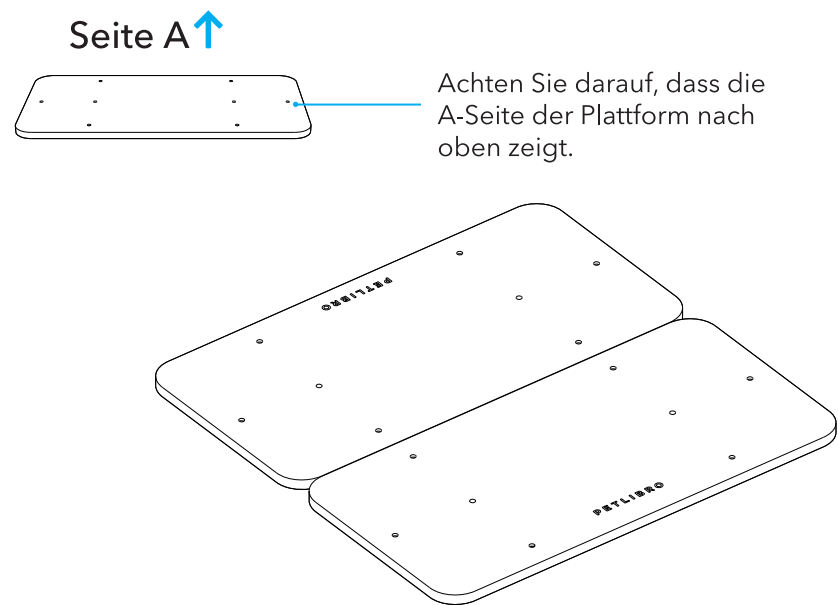 Seite A
Achten Sie darauf, dass die
A-Seite der Plattform nach
oben zeigt.
PETLIBRO
PETLIBRO